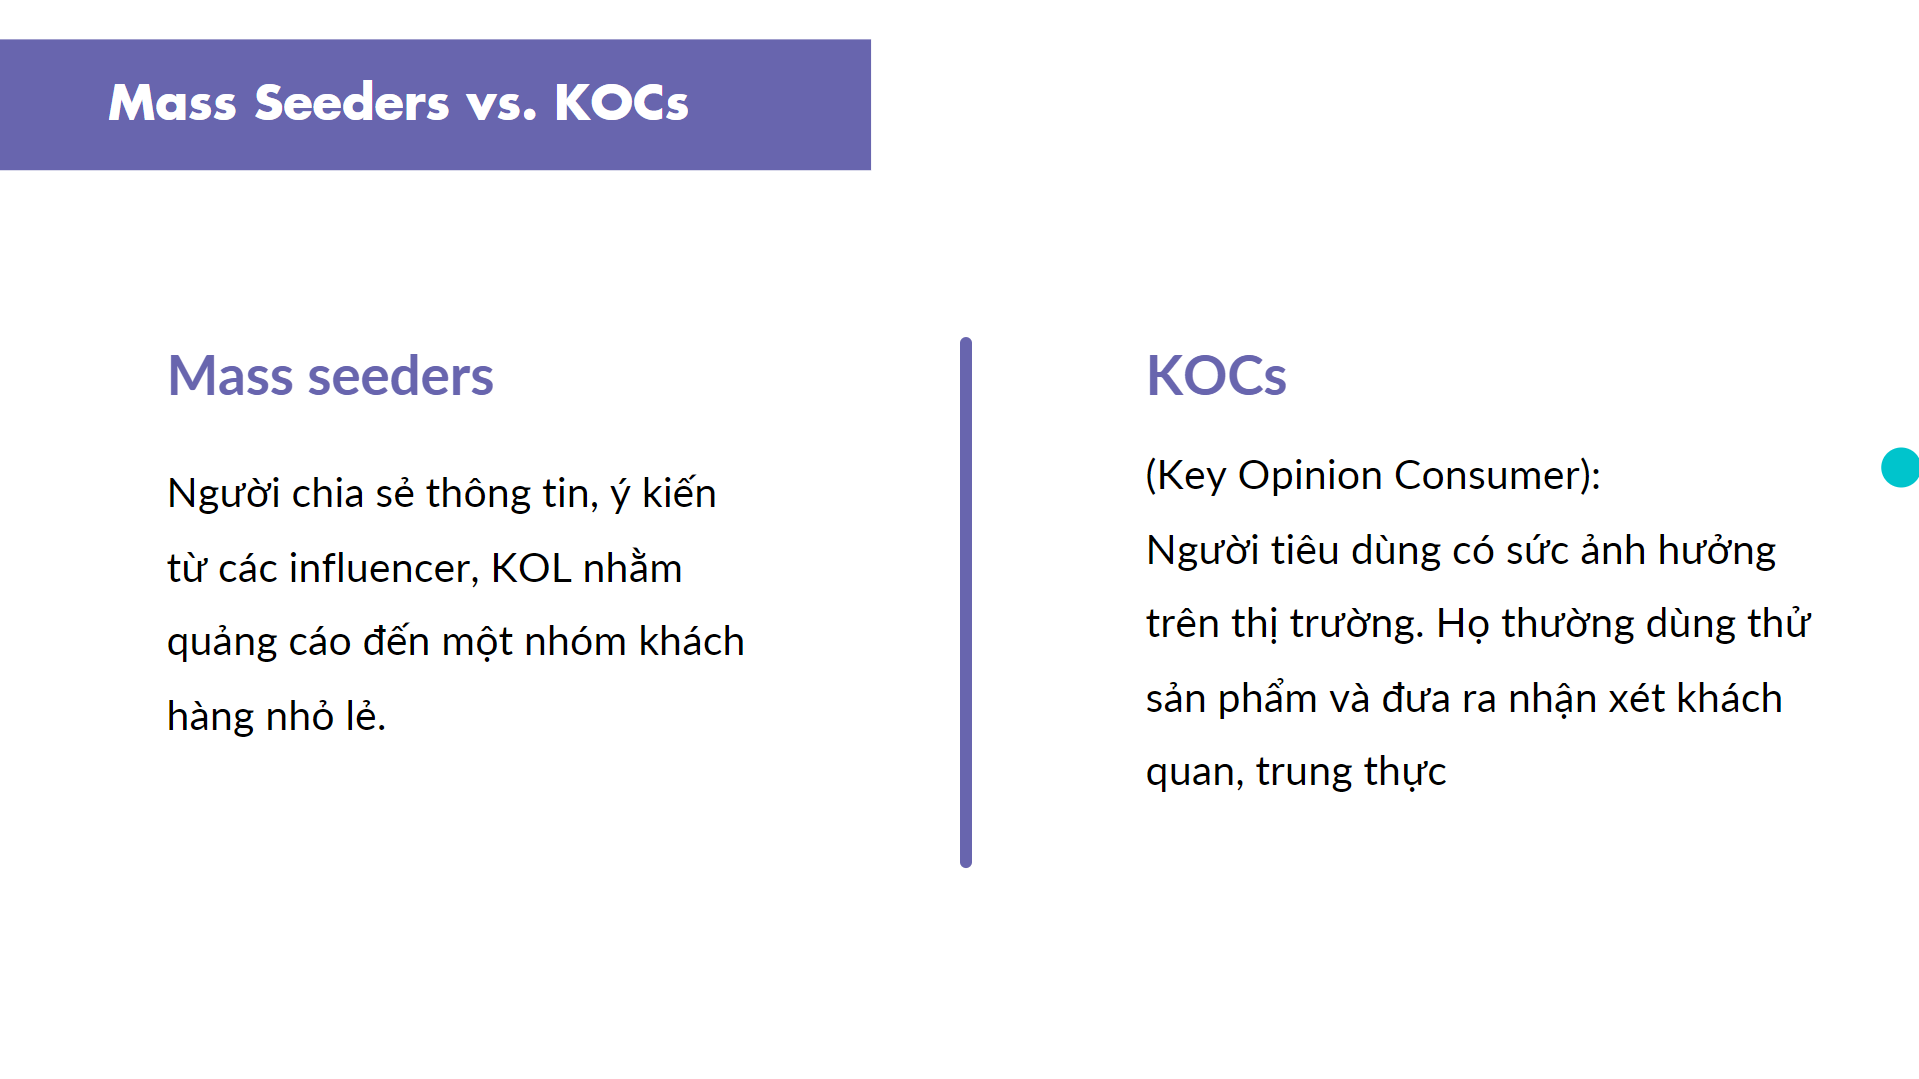 Mass Seeders vs. KOCs
Mass seeders
Người chia sẻ thông tin, ý kiến
từ các influencer, KOL nhằm
quảng cáo đến một nhóm khách
hàng nhỏ lẻ.
KOCs
(Key Opinion Consumer):
Người tiêu dùng có sức ảnh hưởng
trên thị trường. Họ thường dùng thử
sản phẩm và đưa ra nhận xét khách
quan, trung thực